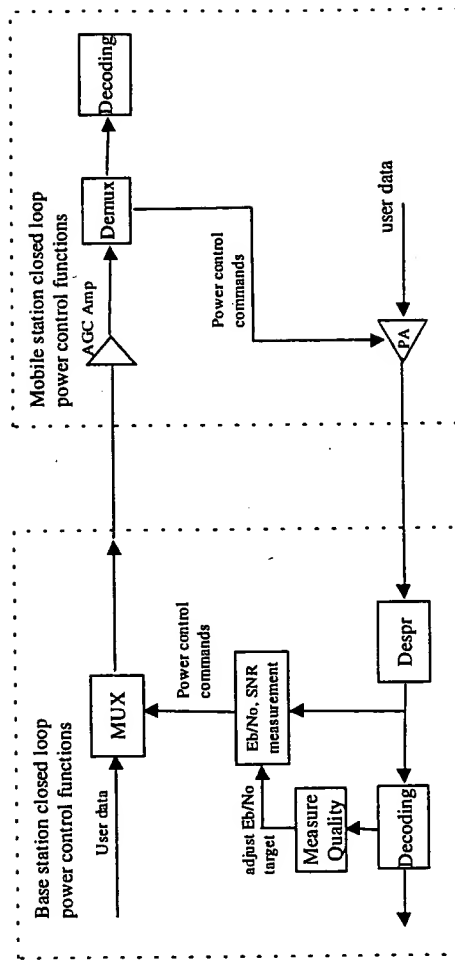 Base station closed loop
power control functions
User data
MUX
Power control
commands
Eb/No, SNR
measurement
adjust Eb/No
target
Measure
Quality
Decoding
Despr
Mobile station closed loop
power control functions
AGC Amp
Demux
Decoding
Power control
commands
PA
user data